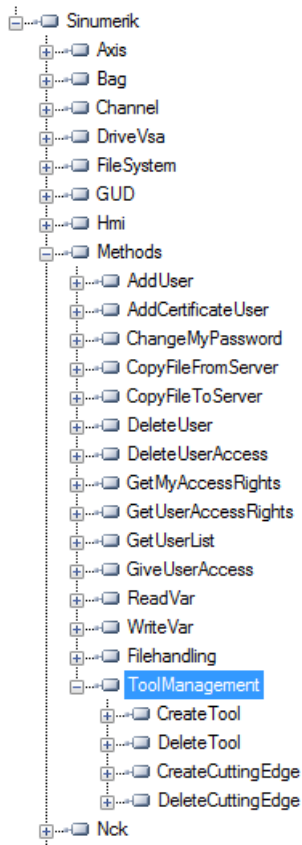 Sinumerik
Axis
Bag
Channel
DriveVsa
FileSystem
GUD
Hmi
Methods
AddUser
AddCertificateUser
ChangeMyPassword
CopyFileFromServer
CopyFileToServer
DeleteUser
DeleteUserAccess
GetMyAccessRights
GetUserAccessRights
GetUserList
GiveUserAccess
ReadVar
WriteVar
Filehandling
ToolManagement
CreateTool
DeleteTool
CreateCuttingEdge
DeleteCuttingEdge
Nck